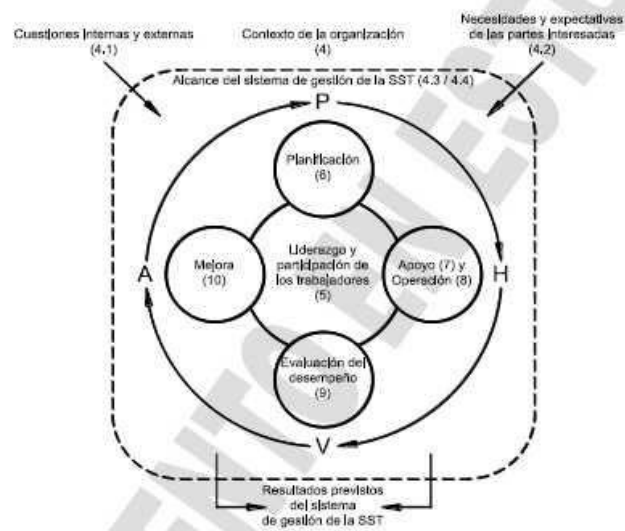 Cuestiones internas y externas
(4.1)
Contexto de la organización
(4)
Necesidades y expectativas
de las partes interesadas
(4.2)
Alcance del sistema de gestión de la SST (4.3 / 4.4)
P
Planificación
(6)
A
Mejora
(10)
Liderazgo y
participación de
los trabajadores
(5)
Apoyo (7) y
Operación (8)
H
Evaluación del
desempeño
(9)
V
Resultados previstos
del sistema
de gestión de la SST
ENTO EN ESTU